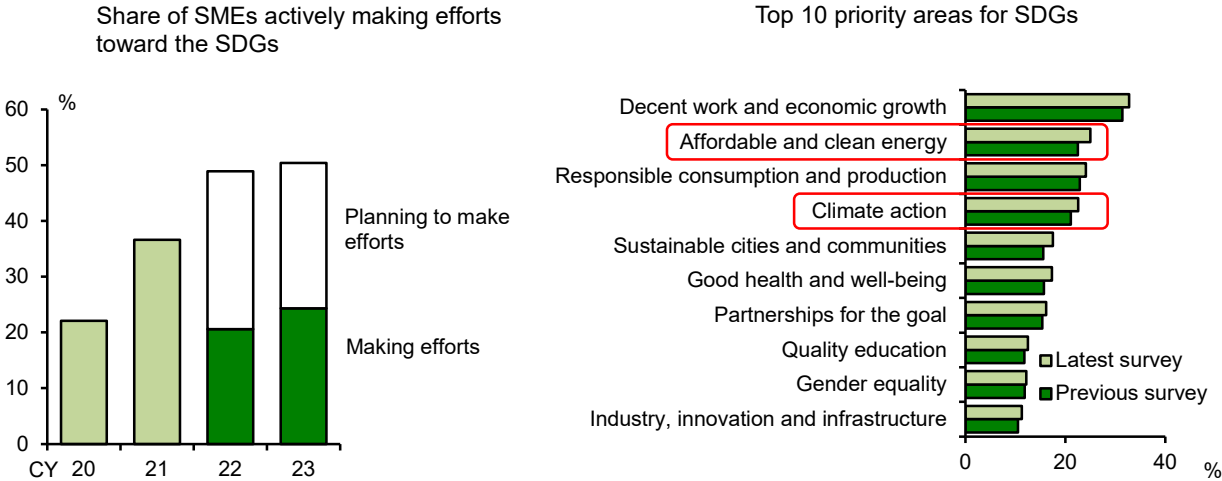 Share of SMEs actively making efforts
toward the SDGs
%
60
50
40
30
20
10
0
CY 20 21 22 23
Planning to make
efforts
Making efforts
Top 10 priority areas for SDGs
Decent work and economic growth
Affordable and clean energy
Responsible consumption and production
Climate action
Sustainable cities and communities
Good health and well-being
Partnerships for the goal
Quality education
Gender equality
Industry, innovation and infrastructure
Latest survey
Previous survey
0 20 40
%